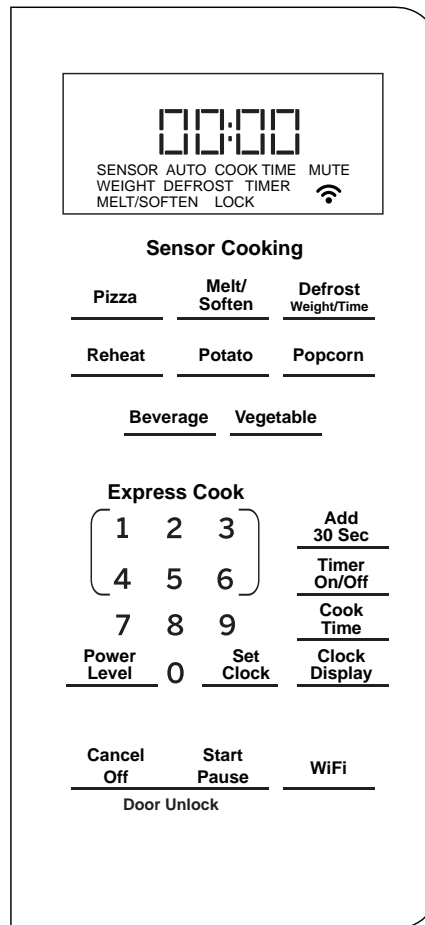 00:00
SENSOR AUTO COOK TIME MUTE
WEIGHT DEFROST TIMER
MELT/SOFTEN LOCK
Sensor Cooking
Pizza
Melt/
Soften
Defrost
Weight/Time
Reheat Potato Popcorn
Beverage Vegetable
Express Cook
1 2 3
Add
30 Sec
4 5 6
Timer
On/Off
7 8 9
Cook
Time
Power
Level
0
Set
Clock
Clock
Display
Cancel
Off
Start
Pause
WiFi
Door Unlock